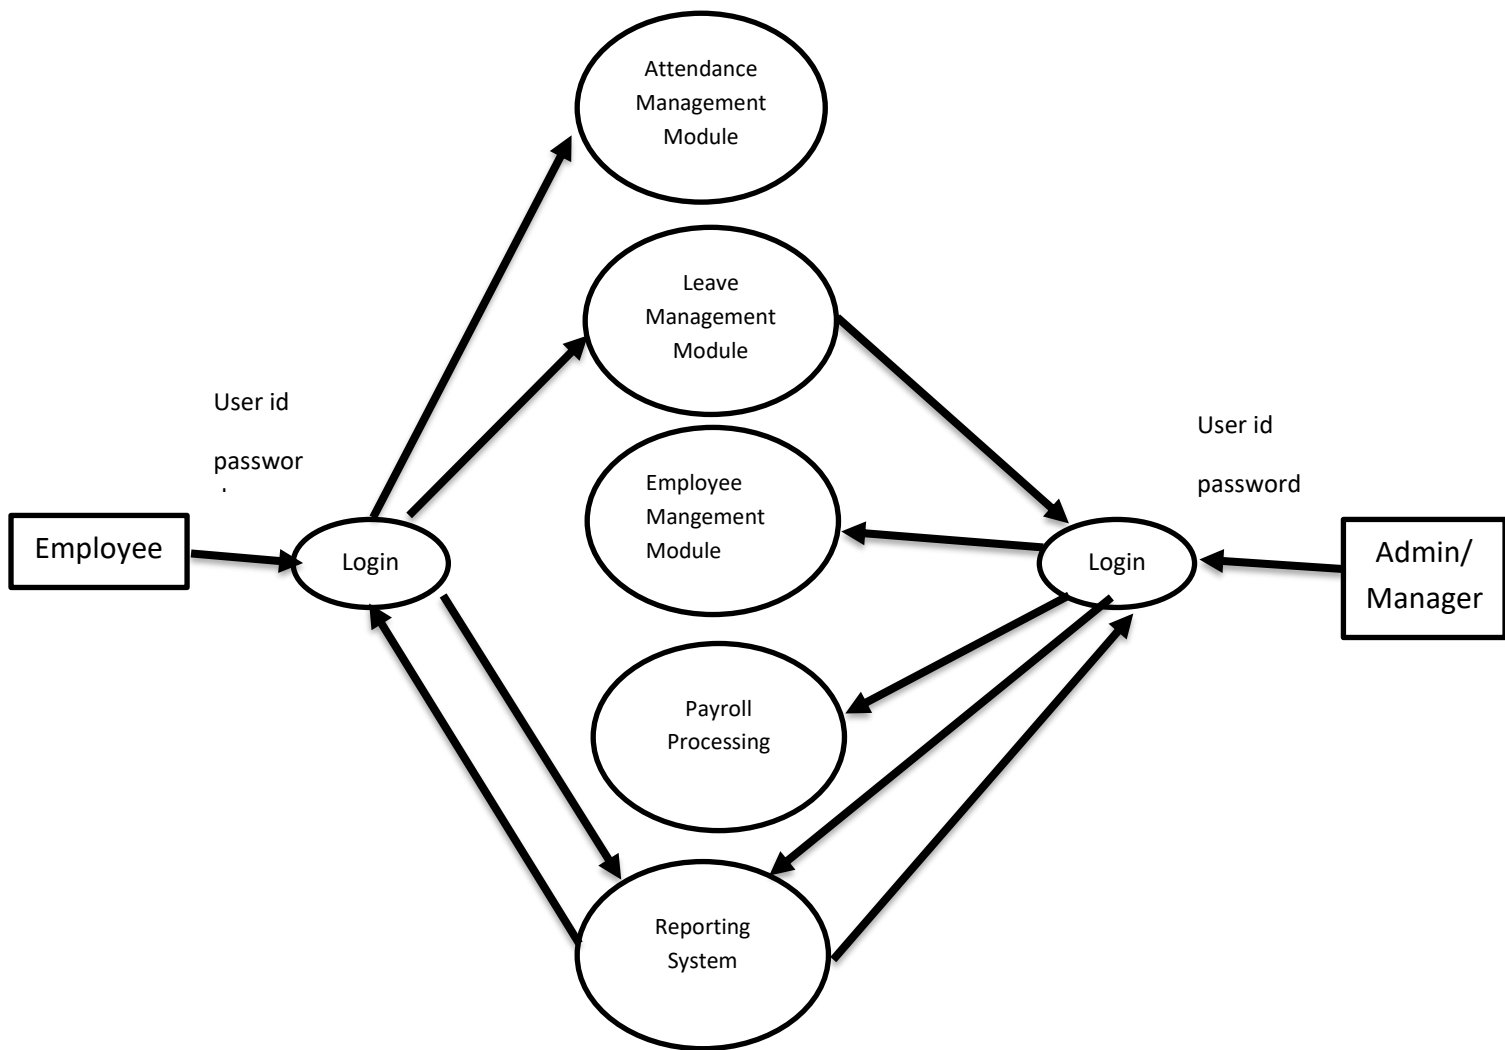 Attendance
Management
Module
Leave
Management
Module
User id
passwor
User id
password
Employee
Mangement
Module
Employee
Login
Login
Admin/
Manager
Payroll
Processing
Reporting
System